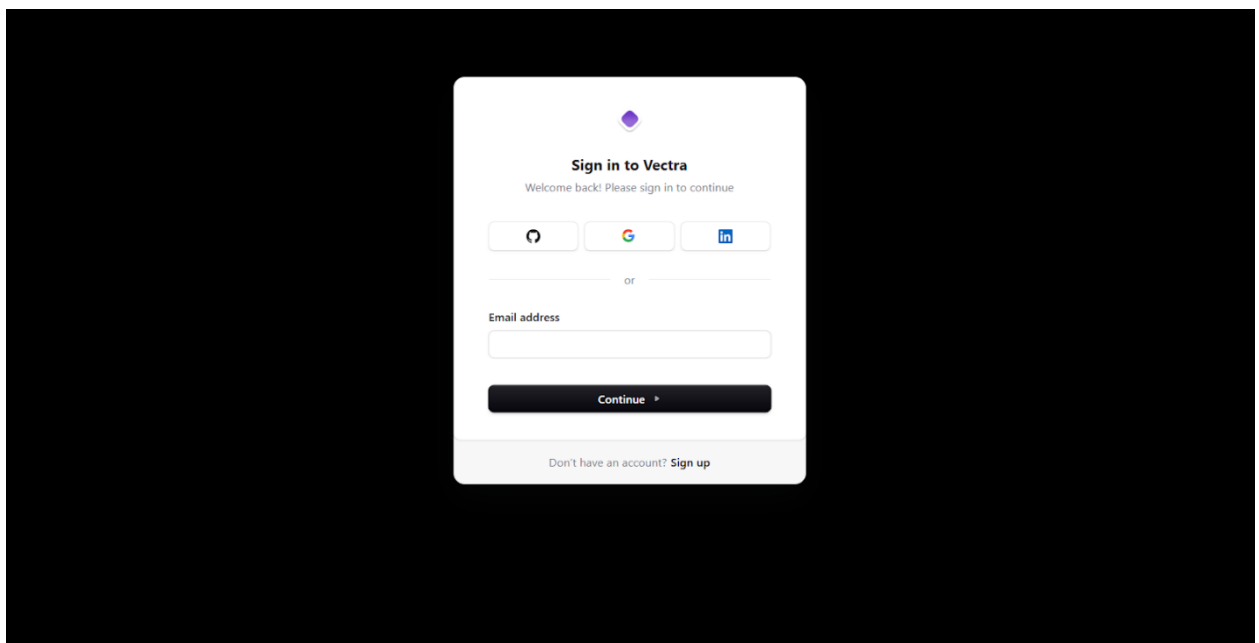 Sign in to Vectra
Welcome back! Please sign in to continue
in
or
Email address
Continue
Don't have an account? Sign up